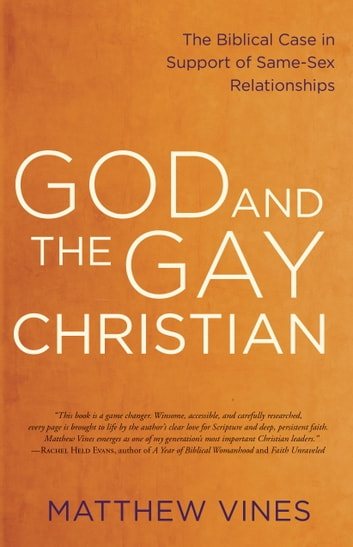 The Biblical Case in
Support of Same-Sex
Relationships
GOD AND
THE GAY
CHRISTIAN
"This book is a game changer. Winsome, accessible, and carefully researched,
every page is brought to life by the author's clear love for Scripture and deep, persistent faith.
Matthew Vines emerges as one of my generation's most important Christian leaders."
—RACHEL HELD EVANS, author of A Year of Biblical Womanhood and Faith Unraveled
MATTHEW VINES